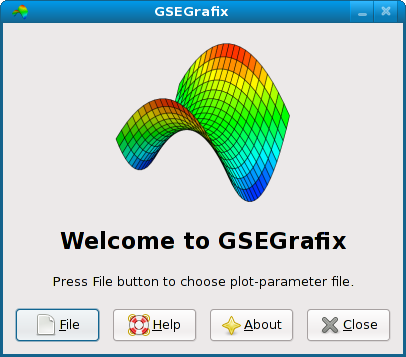 GSEGrafix
Welcome to GSEGrafix
Press File button to choose plot-parameter file.
File Help About Close